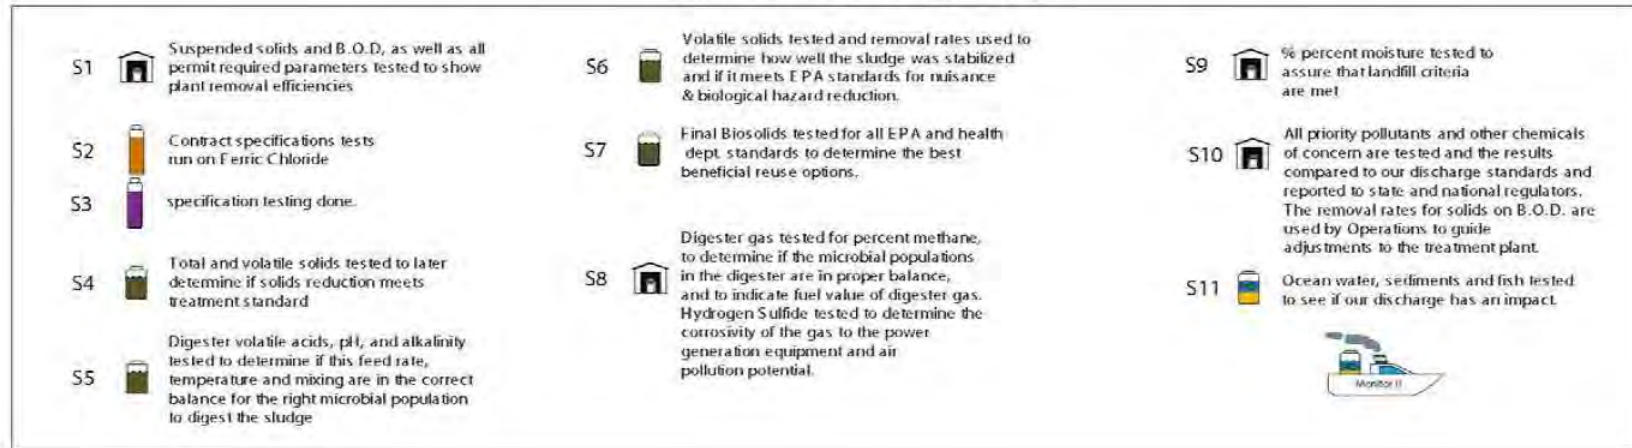 S1
Suspended solids and B.O.D, as well as all
permit required parameters tested to show
plant removal efficiencies
S2
Contract specifications tests
run on Ferric Chloride
S3
specification testing done.
S4
Total and volatile solids tested to later
determine if solids reduction meets
treatment standard
S5
Digester volatile acids, pH, and alkalinity
tested to determine if this feed rate,
temperature and mixing are in the correct
balance for the right microbial population
to digest the sludge
S6
Volatile solids tested and removal rates used to
determine how well the sludge was stabilized
and if it meets EPA standards for nuisance
& biological hazard reduction.
S7
Final Biosolids tested for all EPA and health
dept. standards to determine the best
beneficial reuse options.
S8
Digester gas tested for percent methane,
to determine if the microbial populations
in the digester are in proper balance,
and to indicate fuel value of digester gas.
Hydrogen Sulfide tested to determine the
corrosivity of the gas to the power
generation equipment and air
pollution potential.
S9
% percent moisture tested to
assure that landfill criteria
are met
S10
All priority pollutants and other chemicals
of concern are tested and the results
compared to our discharge standards and
reported to state and national regulators.
The removal rates for solids on B.O.D. are
used by Operations to guide
adjustments to the treatment plant.
S11
Ocean water, sediments and fish tested
to see if our discharge has an impact.
Monitor II